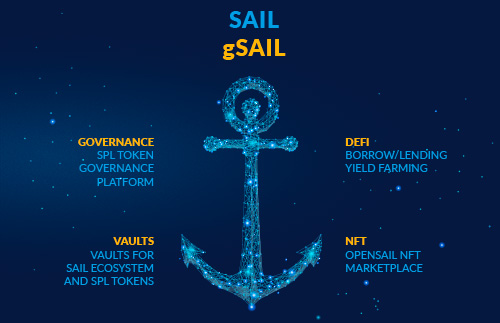 SAIL
gSAIL
GOVERNANCE
SPL TOKEN
GOVERNANCE
PLATFORM
DEFI
BORROW/LENDING
YIELD FARMING
VAULTS
VAULTS FOR
SAIL ECOSYSTEM
AND SPL TOKENS
NFT
OPENSAIL NFT
MARKETPLACE